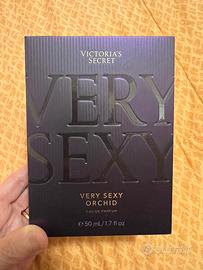 VICTORIA'S
SECRET
VERY
SEXY
VERY SEXY
ORCHID
EAU DE PARFUM
℮ 50 mL/1.7 fl oz